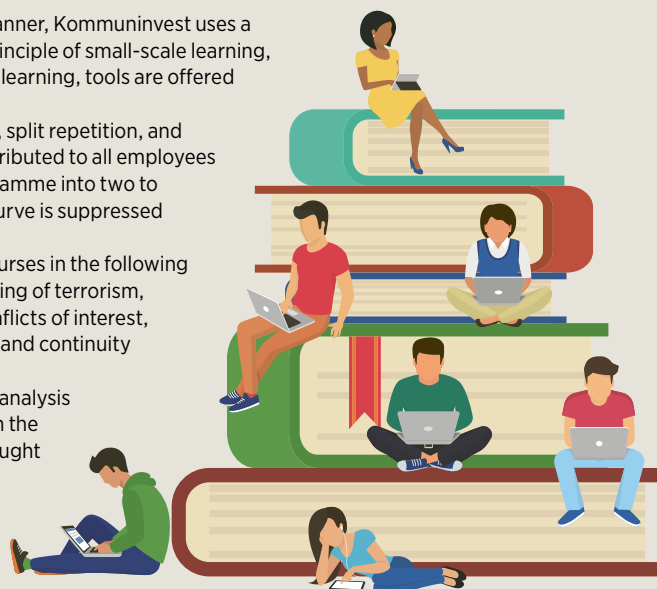 anner, Kommuninvest uses a
inciple of small-scale learning,
learning, tools are offered
, split repetition, and
ributed to all employees
amme into two to
urve is suppressed
urses in the following
ing of terrorism,
nflicts of interest,
and continuity
analysis
n the
ught